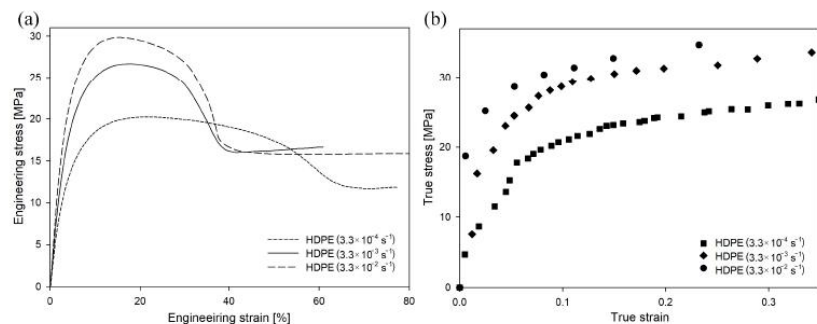 (a)
Engineering stress [MPa]
30
25
20
15
10
5
0
0
20
40
60
80
Engineeiring strain [%]
HDPE (3.3×10⁻⁴ s⁻¹)
HDPE (3.3×10⁻³ s⁻¹)
HDPE (3.3×10⁻² s⁻¹)
(b)
True stress [MPa]
30
20
10
0
0.0
0.1
0.2
0.3
True strain
HDPE (3.3×10⁻⁴ s⁻¹)
HDPE (3.3×10⁻³ s⁻¹)
HDPE (3.3×10⁻² s⁻¹)